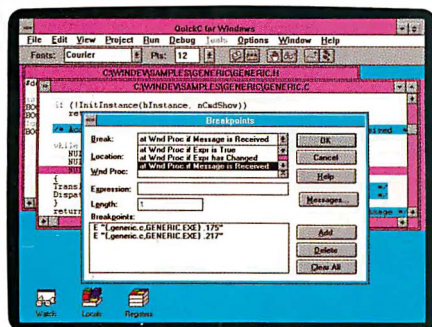 QuickC for Windows
File Edit View Project Run Debug Tools Options Window Help
Fonts: Courier Pts: 12
C:\WINDEV\SAMPLES\GENERIC\GENERIC.H
C:\WINDEV\SAMPLES\GENERIC\GENERIC.C
if (!InitInstance(hInstance, nCmdShow))
Breakpoints
Break: at Wnd Proc if Message is Received
at Wnd Proc if Expr is True
at Wnd Proc if Expr has Changed
at Wnd Proc if Message is Received
Location:
Wnd Proc:
Expression:
Length: 1
Breakpoints:
E "{,generic.c,GENERIC.EXE} .175"
E "{,generic.c,GENERIC.EXE} .217"
OK
Cancel
Help
Messages...
Add
Delete
Clear All
Watch Locals Registers